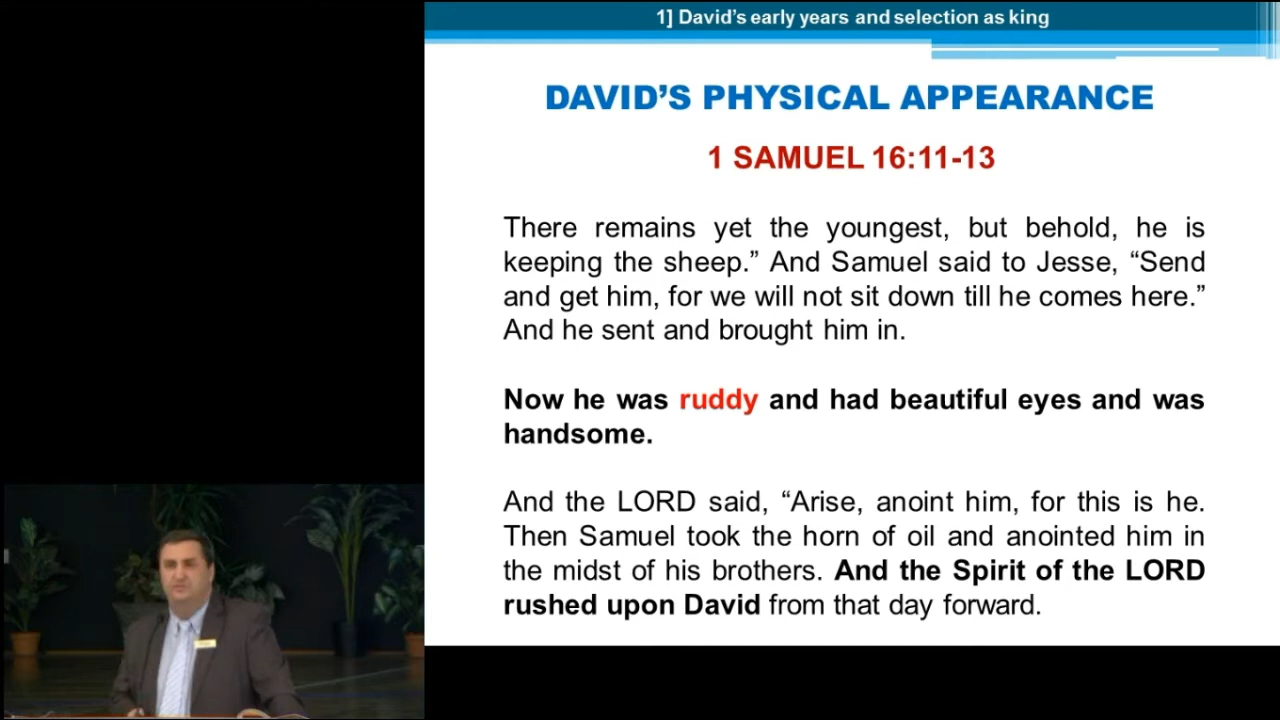 1] David’s early years and selection as king
DAVID’S PHYSICAL APPEARANCE
1 SAMUEL 16:11-13
There remains yet the youngest, but behold, he is
keeping the sheep.” And Samuel said to Jesse, “Send
and get him, for we will not sit down till he comes here.”
And he sent and brought him in.
Now he was ruddy and had beautiful eyes and was
handsome.
And the LORD said, “Arise, anoint him, for this is he.
Then Samuel took the horn of oil and anointed him in
the midst of his brothers. And the Spirit of the LORD
rushed upon David from that day forward.